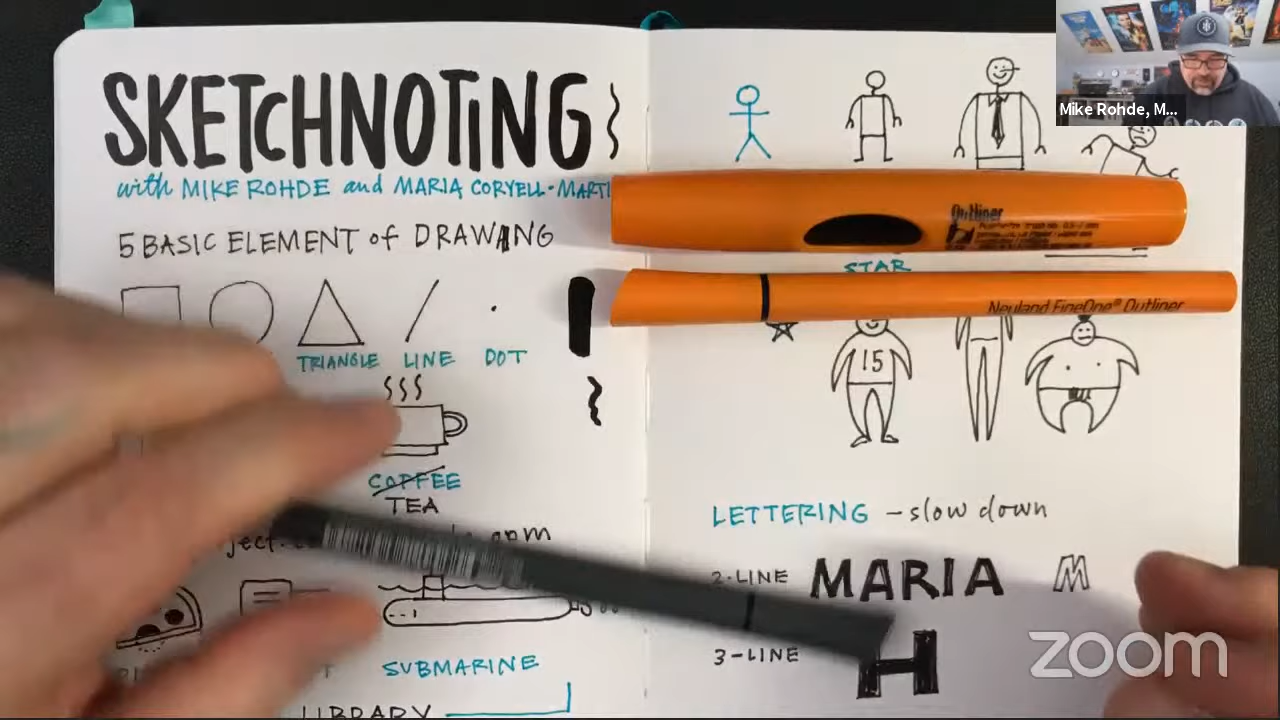 SKETCHNOTING
with MIKE ROHDE and MARIA CORYELL-MARTI
5 BASIC ELEMENT of DRAWING
TRIANGLE LINE DOT
COFFEE
TEA
SUBMARINE
LIBRARY
Mike Rohde, M...
Outliner
STAR
Neuland FineOne® Outliner
15
LETTERING - slow down
2-LINE MARIA M
3-LINE H
zoom